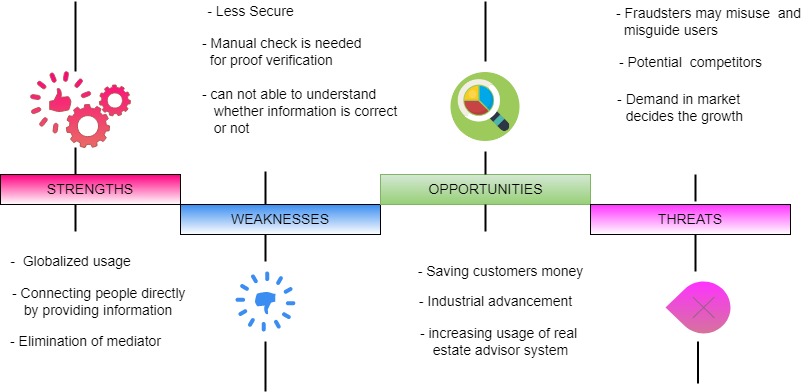 - Less Secure
- Manual check is needed
for proof verification
- can not able to understand
whether information is correct
or not
- Fraudsters may misuse and
misguide users
- Potential competitors
- Demand in market
decides the growth
STRENGTHS
WEAKNESSES
OPPORTUNITIES
THREATS
- Globalized usage
- Connecting people directly
by providing information
- Elimination of mediator
- Saving customers money
- Industrial advancement
- increasing usage of real
estate advisor system